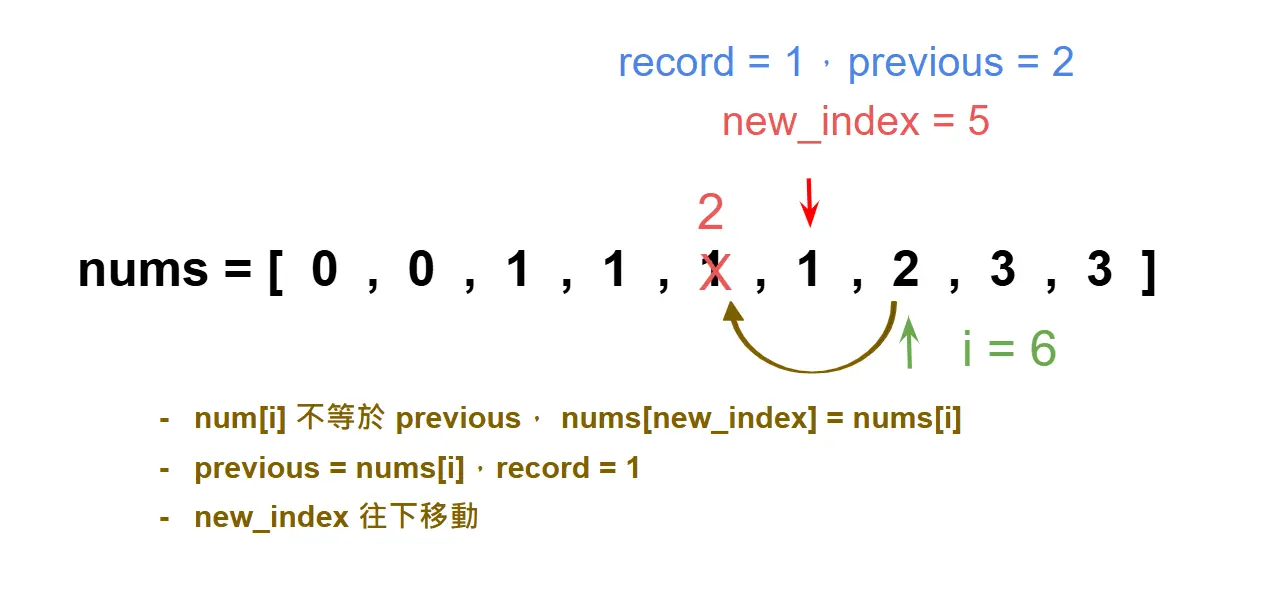 record = 1，previous = 2
new_index = 5
2
nums = [ 0 , 0 , 1 , 1 , 1 , 1 , 2 , 3 , 3 ]
x
i = 6
- num[i] 不等於 previous， nums[new_index] = nums[i]
- previous = nums[i]，record = 1
- new_index 往下移動